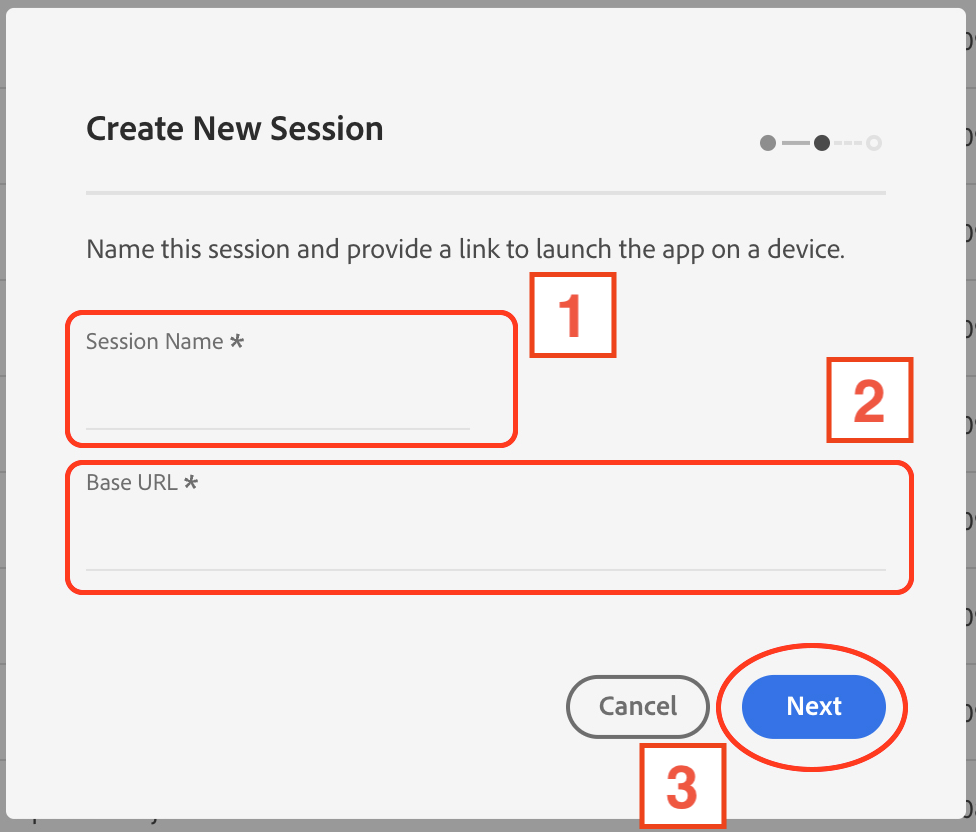 Create New Session
Name this session and provide a link to launch the app on a device.
1
Session Name *
2
Base URL *
Cancel
Next
3